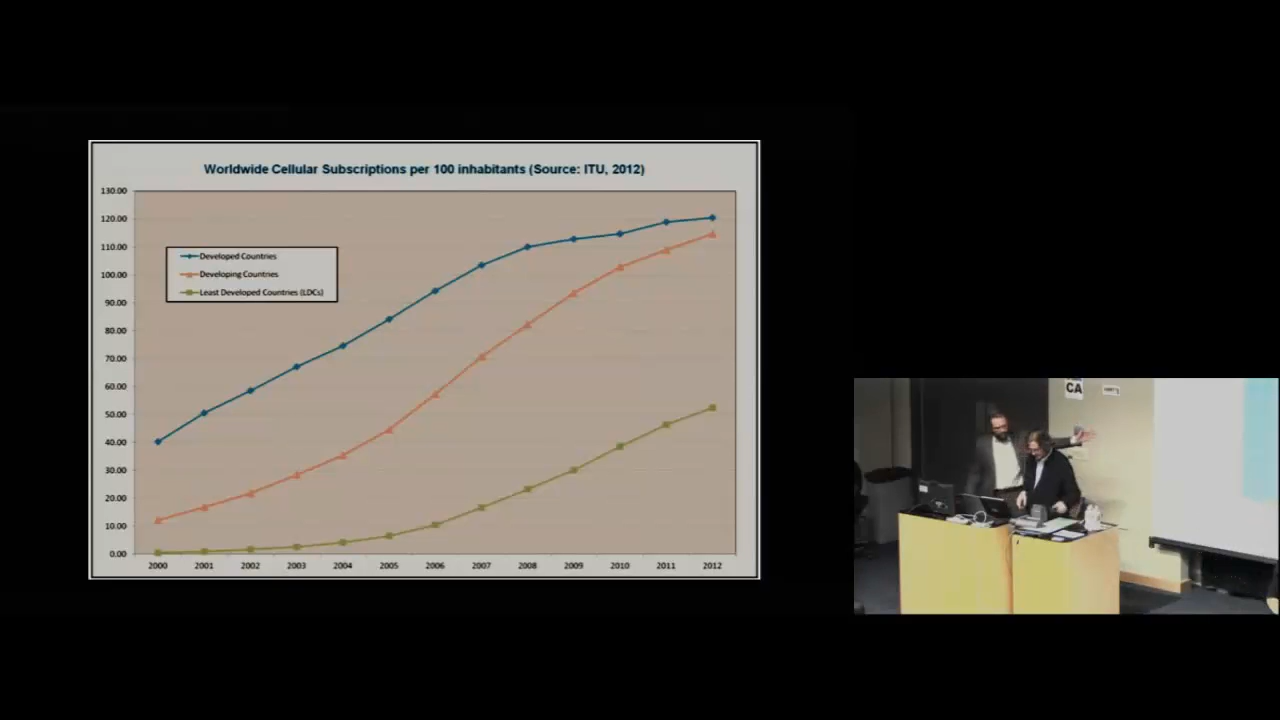 Worldwide Cellular Subscriptions per 100 inhabitants (Source: ITU, 2012)
130.00
120.00
110.00
100.00
90.00
80.00
70.00
60.00
50.00
40.00
30.00
20.00
10.00
0.00
Developed Countries
Developing Countries
Least Developed Countries (LDCs)
2000 2001 2002 2003 2004 2005 2006 2007 2008 2009 2010 2011 2012
CA